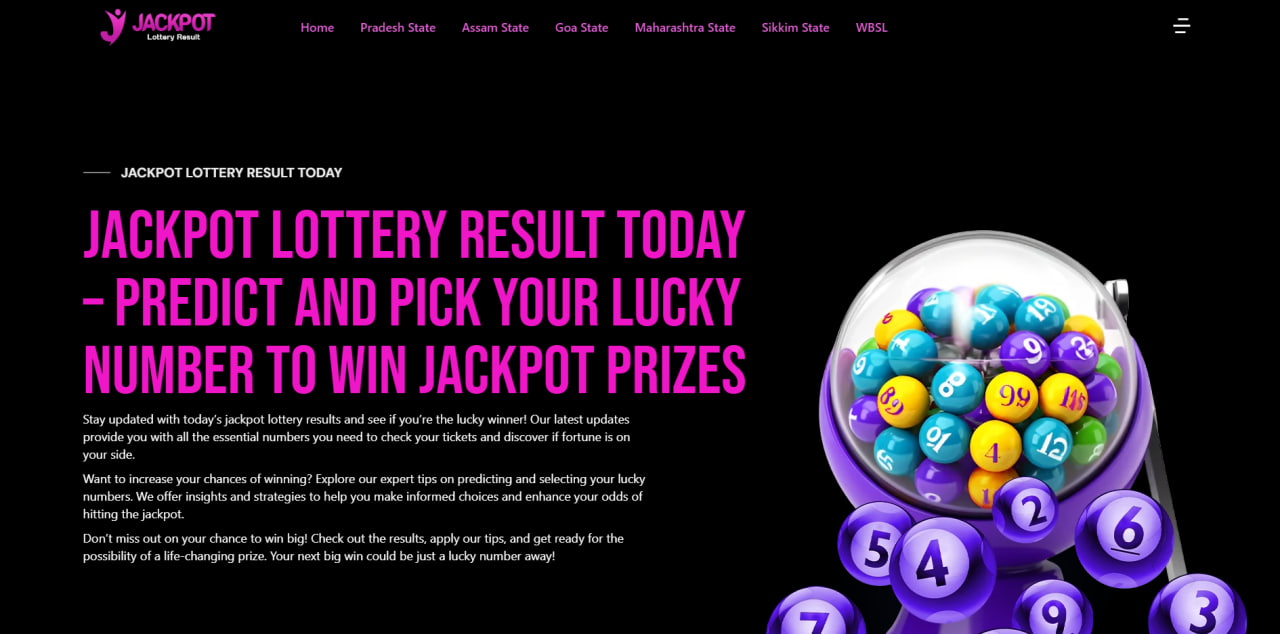 JACKPOT
Lottery Result
Home
Pradesh State
Assam State
Goa State
Maharashtra State
Sikkim State
WBSL
JACKPOT LOTTERY RESULT TODAY
JACKPOT LOTTERY RESULT TODAY
– PREDICT AND PICK YOUR LUCKY
NUMBER TO WIN JACKPOT PRIZES
Stay updated with today’s jackpot lottery results and see if you’re the lucky winner! Our latest updates
provide you with all the essential numbers you need to check your tickets and discover if fortune is on
your side.
Want to increase your chances of winning? Explore our expert tips on predicting and selecting your lucky
numbers. We offer insights and strategies to help you make informed choices and enhance your odds of
hitting the jackpot.
Don’t miss out on your chance to win big! Check out the results, apply our tips, and get ready for the
possibility of a life-changing prize. Your next big win could be just a lucky number away!
9
99
4
2
5
4
6
7
9
3